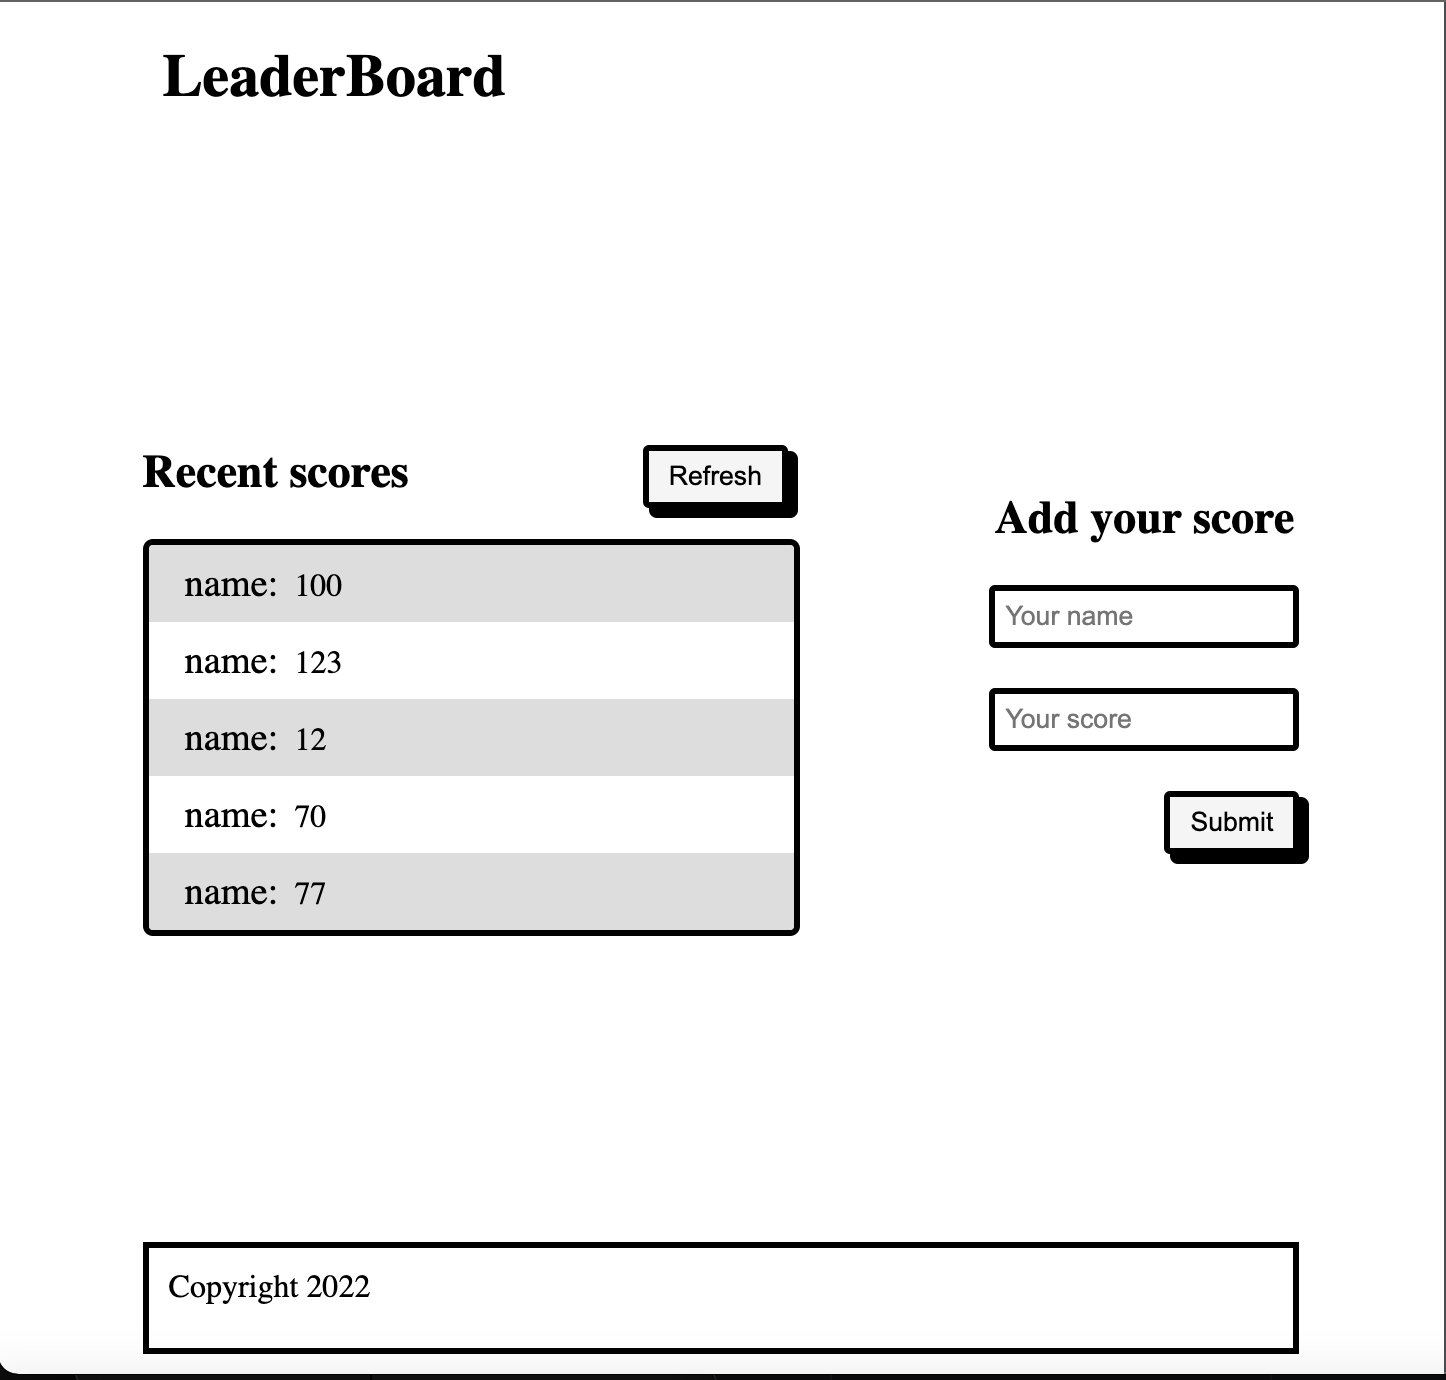 LeaderBoard
Recent scores
Refresh
name: 100
name: 123
name: 12
name: 70
name: 77
Add your score
Your name
Your score
Submit
Copyright 2022